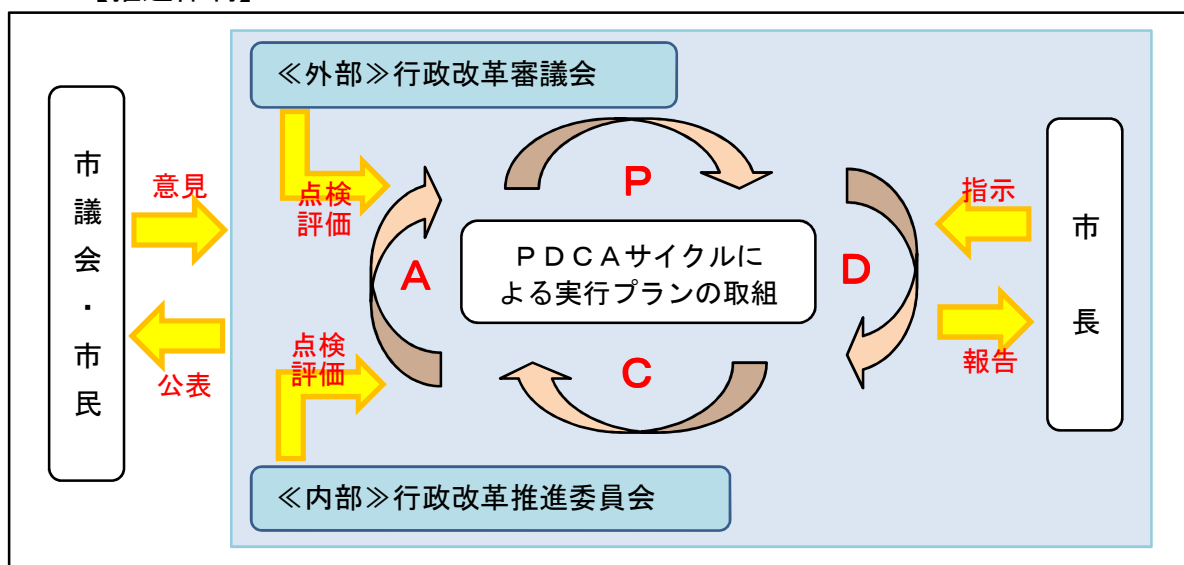 ≪外部≫行政改革審議会
市議会・市民
意見
公表
点検
評価
P
A
PDCAサイクルに
よる実行プランの取組
D
指示
市長
報告
点検
評価
C
≪内部≫行政改革推進委員会